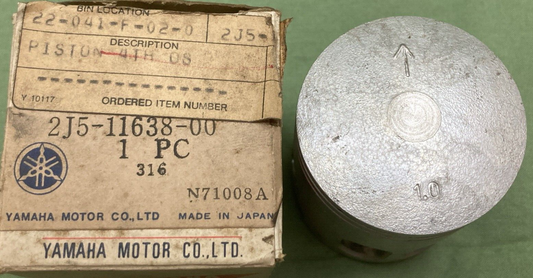 BIN LOCATION
22-041-F-02-0 2J5-
DESCRIPTION
PISTON 4TH OS
Y.10117 ORDERED ITEM NUMBER
2J5-11638-00
1 PC
316
N71008A
YAMAHA MOTOR CO.,LTD MADE IN JAPAN
YAMAHA MOTOR CO.,LTD.
1.0